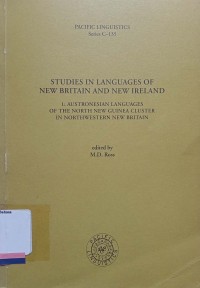 PACIFIC LINGUISTICS
Series C-135
STUDIES IN LANGUAGES OF
NEW BRITAIN AND NEW IRELAND
1. AUSTRONESIAN LANGUAGES
OF THE NORTH NEW GUINEA CLUSTER
IN NORTHWESTERN NEW BRITAIN
edited by
M.D. Ross